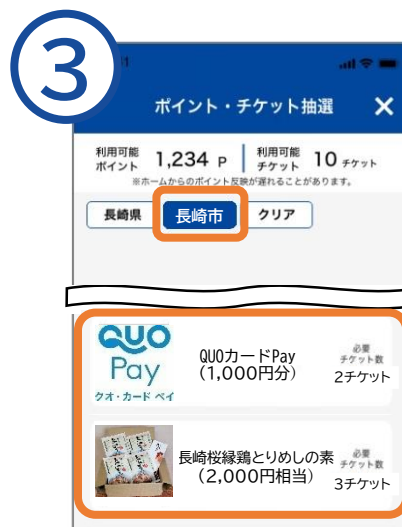 3
ポイント・チケット抽選 ×
利用可能
ポイント 1,234 P
利用可能
チケット 10 チケット
※ホームからのポイント反映が遅れることがあります。
長崎県 長崎市 クリア
QUO
Pay
クオ・カード ペイ
QUOカードPay
(1,000円分)
必要
チケット数
2チケット
長崎桜縁鶏とりめしの素
(2,000円相当)
必要
チケット数
3チケット